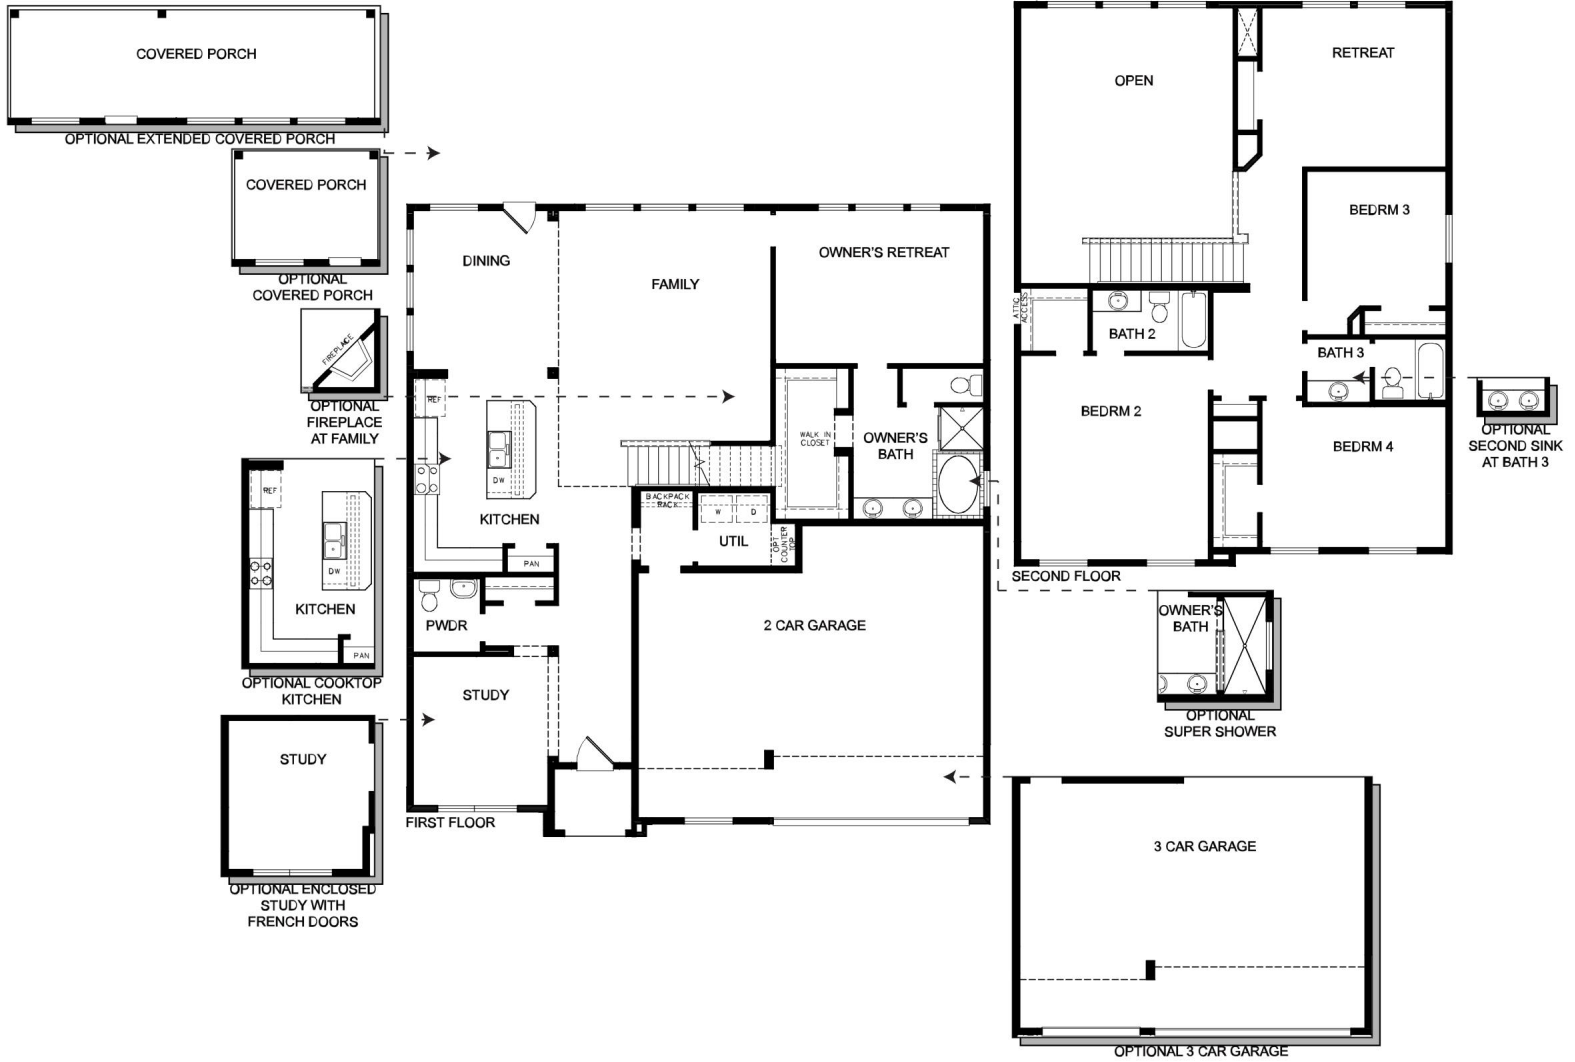 COVERED PORCH
OPTIONAL EXTENDED COVERED PORCH
COVERED PORCH
OPTIONAL
COVERED PORCH
FIREPLACE
OPTIONAL
FIREPLACE
AT FAMILY
REF
DW
KITCHEN
PAN
OPTIONAL COOKTOP
KITCHEN
STUDY
OPTIONAL ENCLOSED
STUDY WITH
FRENCH DOORS
DINING
FAMILY
OWNER'S RETREAT
REF
DW
KITCHEN
PAN
WALK IN
CLOSET
OWNER'S
BATH
BACKPACK
RACK
W
D
UTIL
OPT
COUNTER
TOP
PWDR
STUDY
2 CAR GARAGE
FIRST FLOOR
OPEN
RETREAT
BEDRM 3
ATTIC
ACCESS
BATH 2
BATH 3
BEDRM 2
BEDRM 4
SECOND FLOOR
OPTIONAL
SECOND SINK
AT BATH 3
OWNER'S
BATH
OPTIONAL
SUPER SHOWER
3 CAR GARAGE
OPTIONAL 3 CAR GARAGE